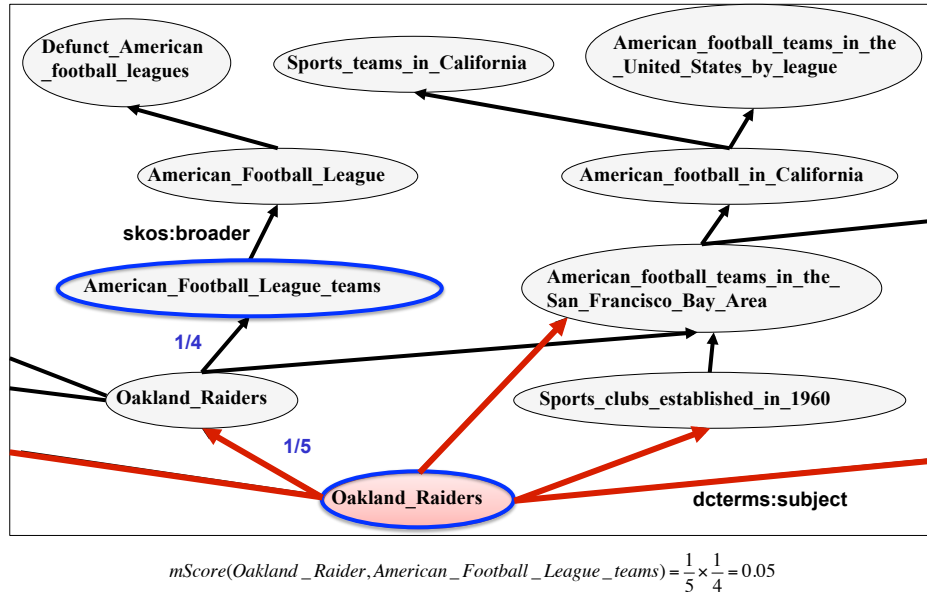 Defunct_American
_football_leagues
Sports_teams_in_California
American_football_teams_in_the
_United_States_by_league
American_Football_League
American_football_in_California
skos:broader
American_Football_League_teams
American_football_teams_in_the_
San_Francisco_Bay_Area
1/4
Oakland_Raiders
Sports_clubs_established_in_1960
1/5
Oakland_Raiders
dcterms:subject
mScore(Oakland_Raider, American_Football_League_teams) = 1/5 × 1/4 = 0.05